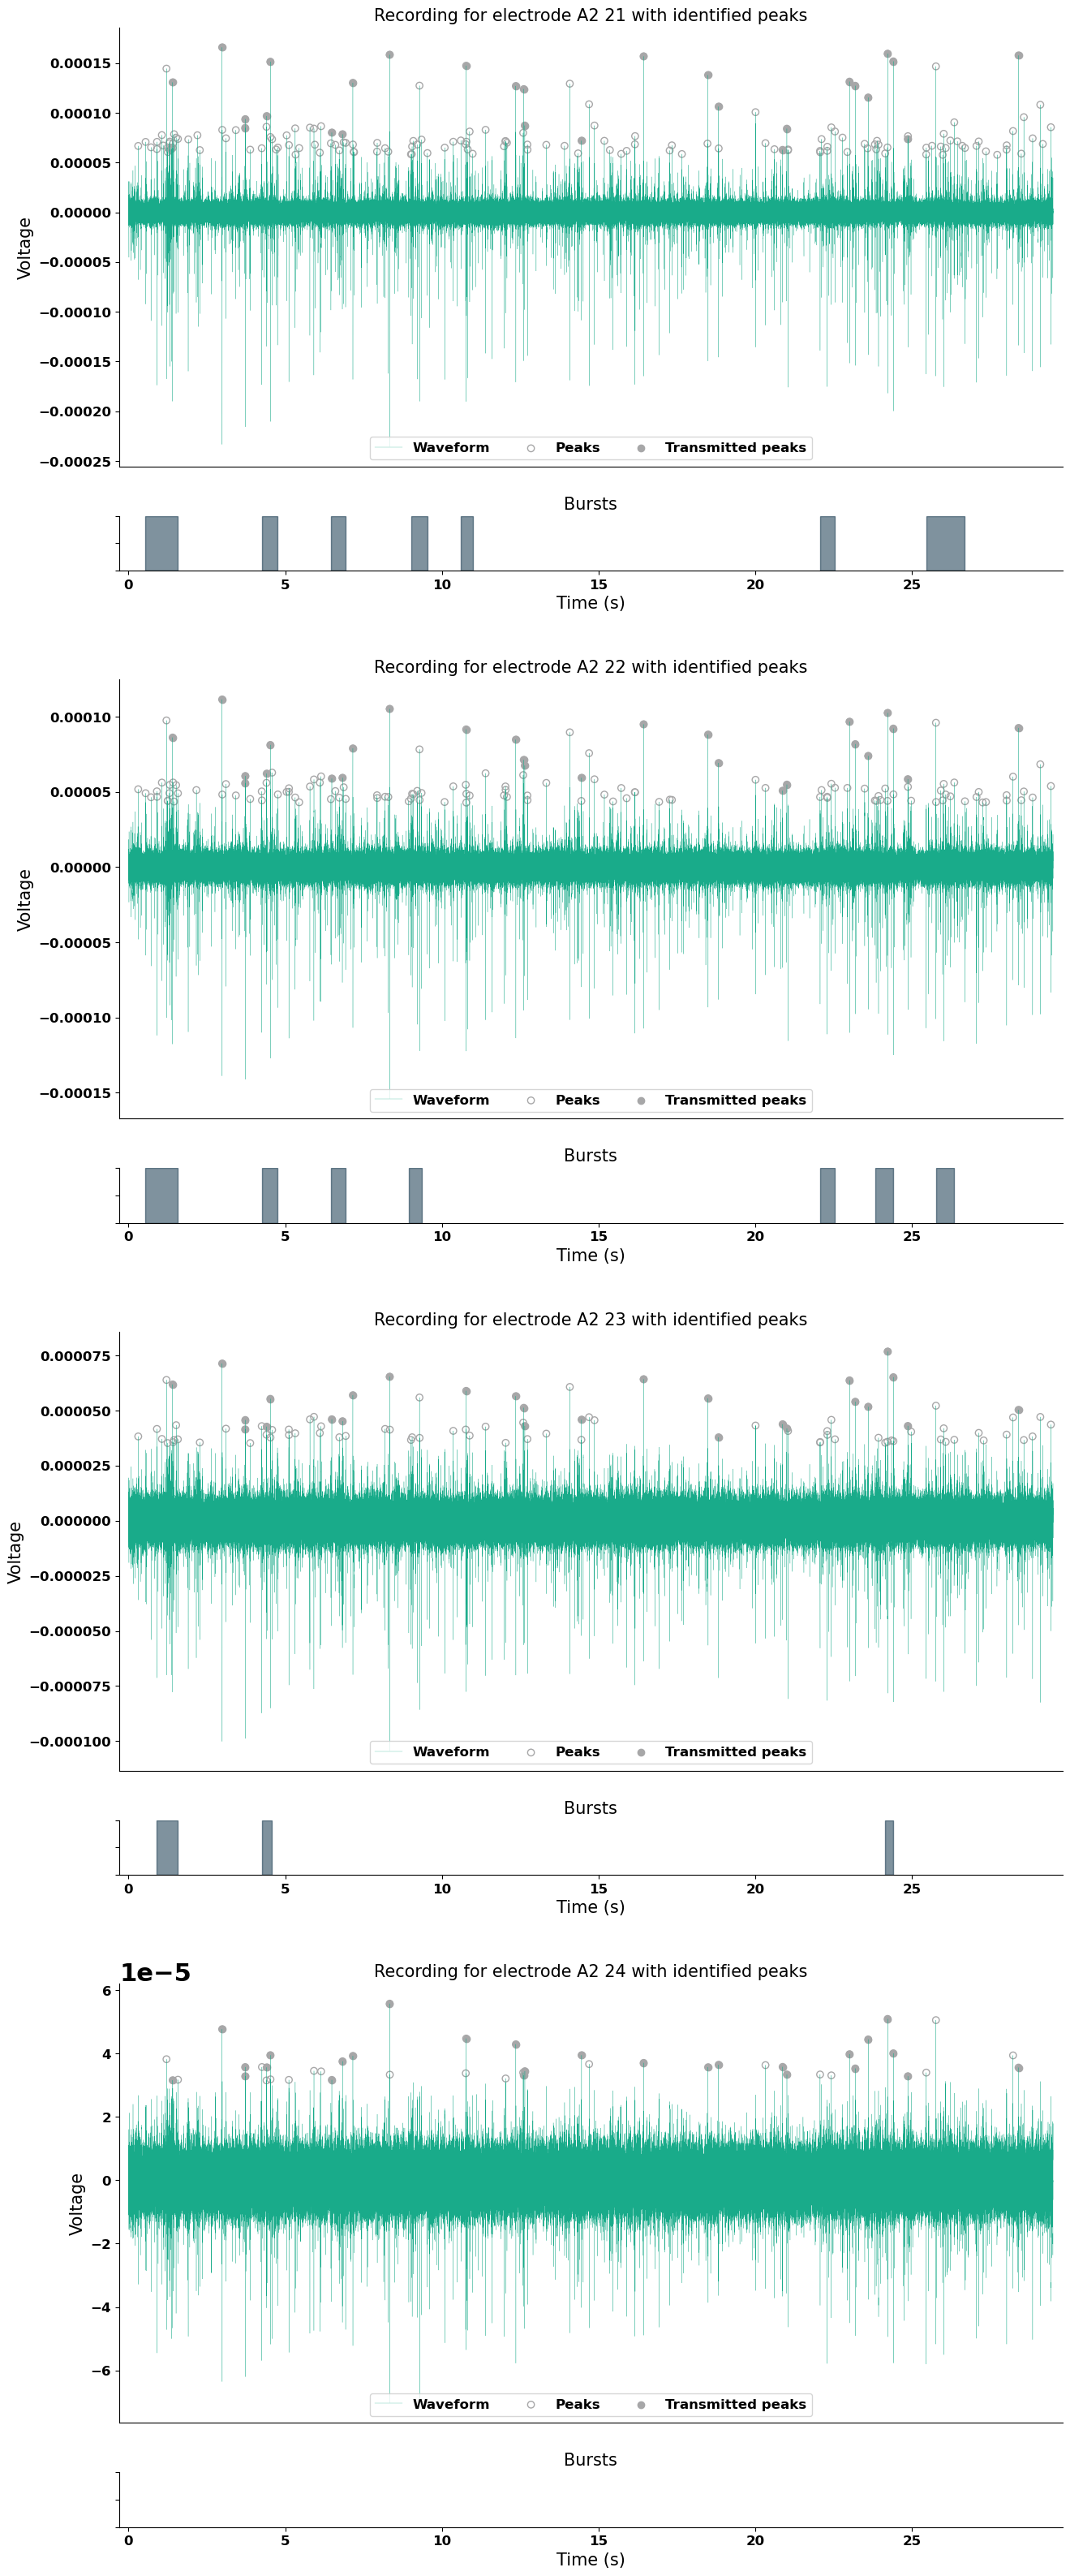 Recording for electrode A2 21 with identified peaks
0.00015
0.00010
0.00005
0.00000
−0.00005
−0.00010
−0.00015
−0.00020
−0.00025
Voltage
Waveform Peaks Transmitted peaks
Bursts
0 5 10 15 20 25
Time (s)
Recording for electrode A2 22 with identified peaks
0.00010
0.00005
0.00000
−0.00005
−0.00010
−0.00015
Voltage
Waveform Peaks Transmitted peaks
Bursts
0 5 10 15 20 25
Time (s)
Recording for electrode A2 23 with identified peaks
0.000075
0.000050
0.000025
0.000000
−0.000025
−0.000050
−0.000075
−0.000100
Voltage
Waveform Peaks Transmitted peaks
Bursts
0 5 10 15 20 25
Time (s)
1e−5
Recording for electrode A2 24 with identified peaks
6
4
2
0
−2
−4
−6
Voltage
Waveform Peaks Transmitted peaks
Bursts
0 5 10 15 20 25
Time (s)